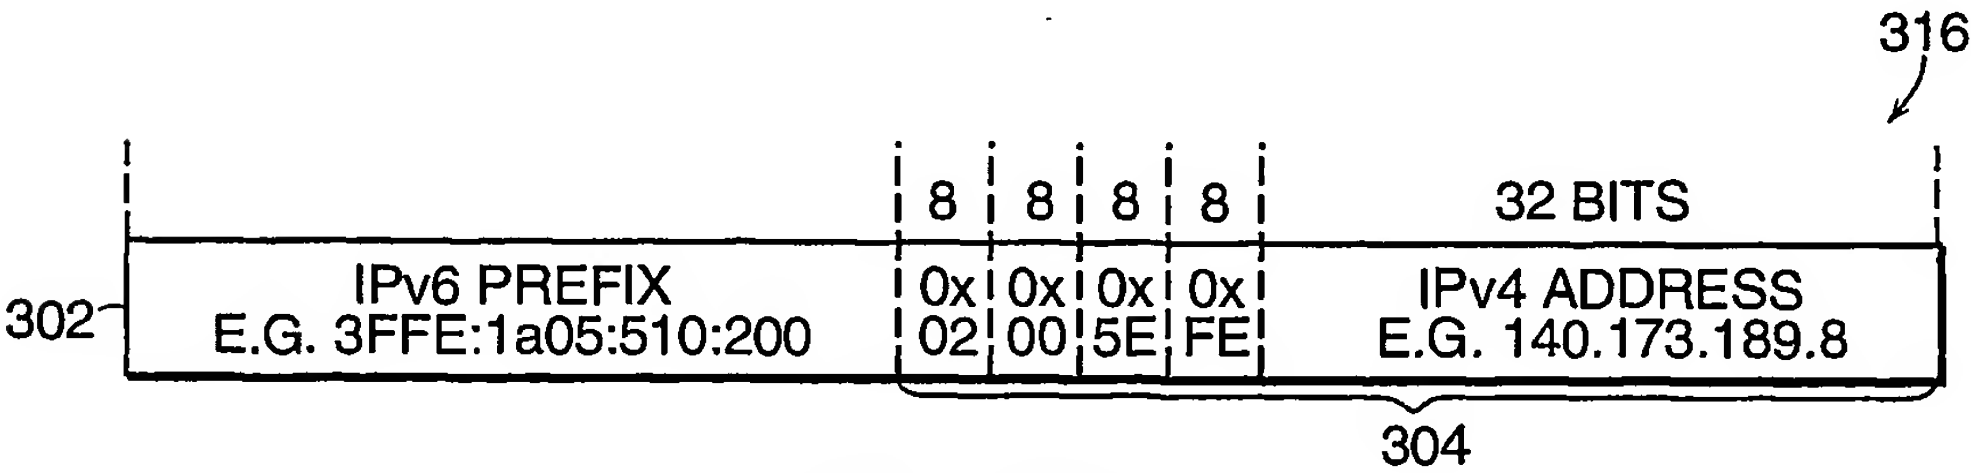 316
8 8 8 8 32 BITS
IPv6 PREFIX 0x 0x 0x 0x IPv4 ADDRESS
302 E.G. 3FFE:1a05:510:200 02 00 5E FE E.G. 140.173.189.8
304